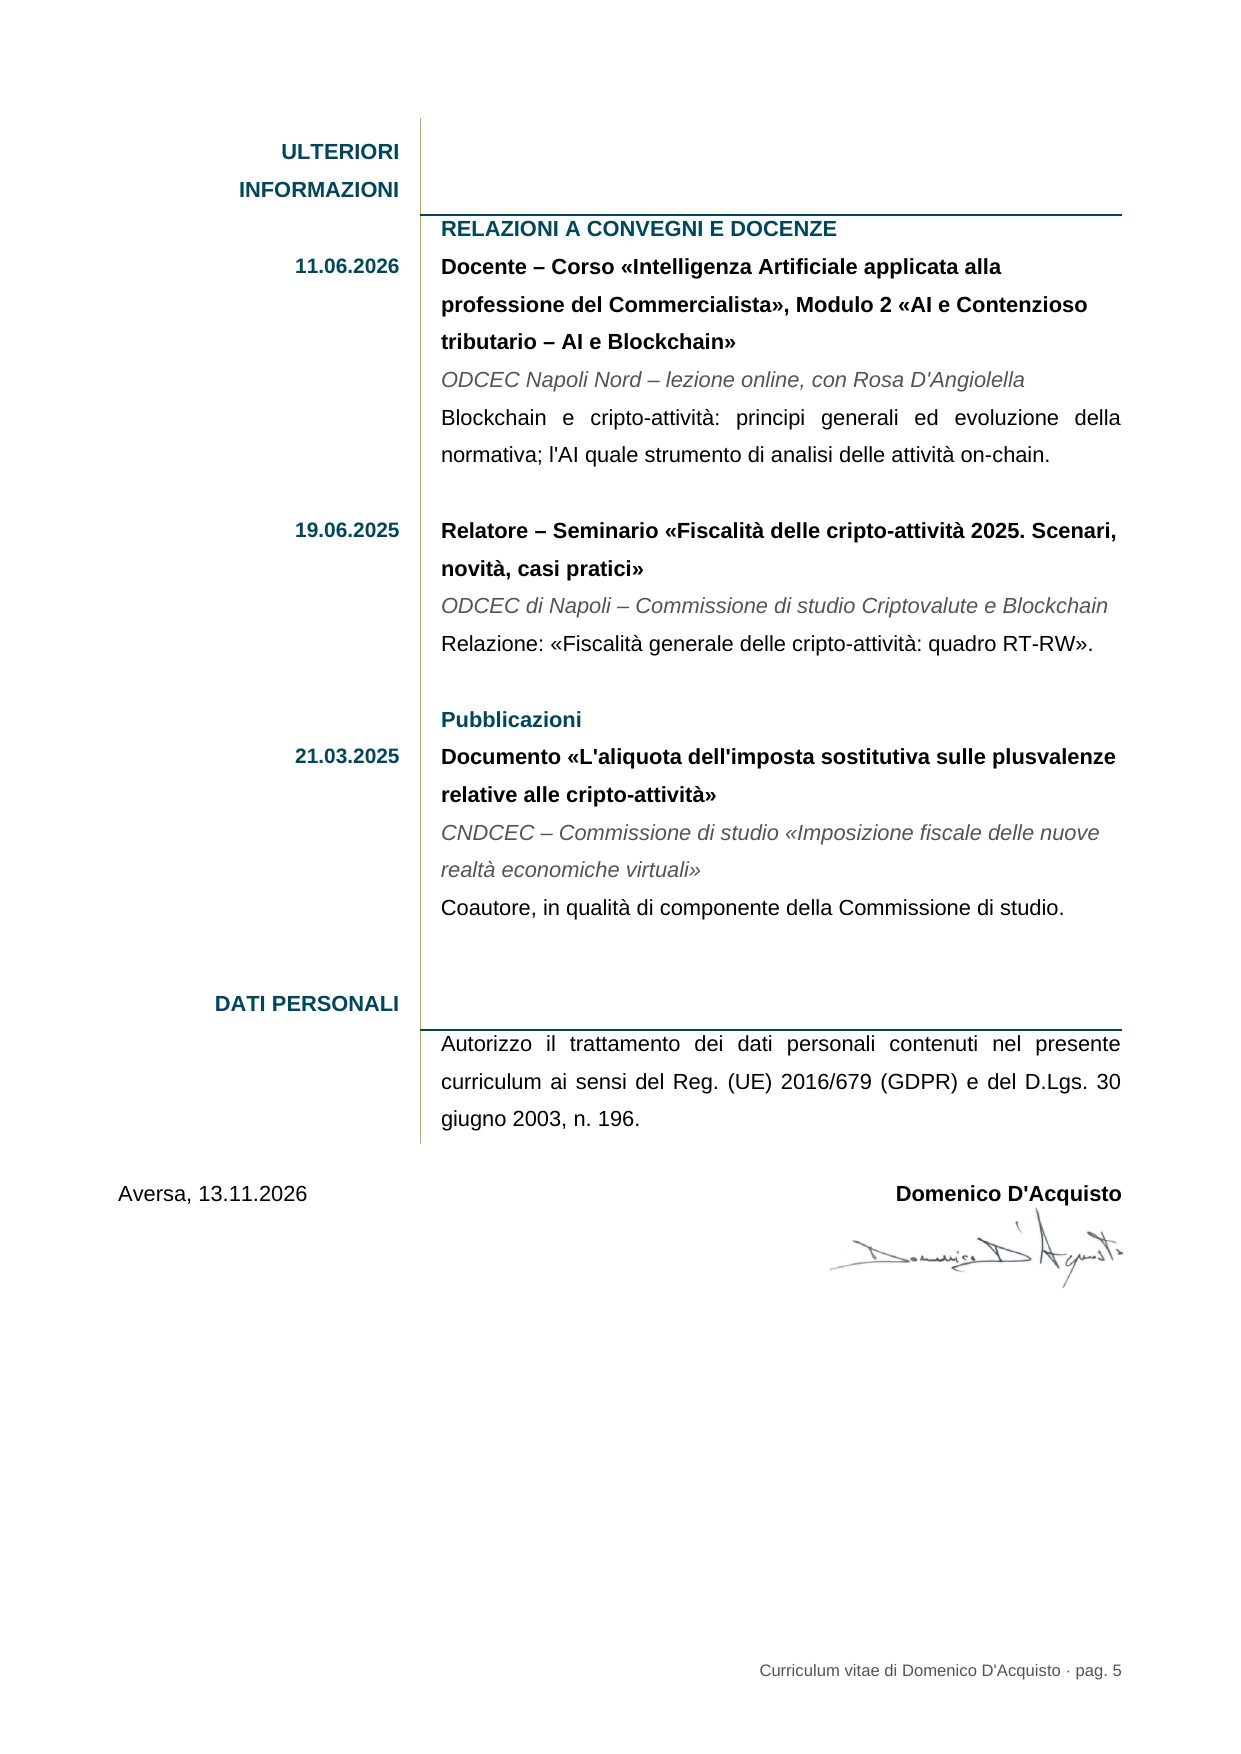 ULTERIORI
INFORMAZIONI
RELAZIONI A CONVEGNI E DOCENZE
11.06.2026
Docente – Corso «Intelligenza Artificiale applicata alla
professione del Commercialista», Modulo 2 «AI e Contenzioso
tributario – AI e Blockchain»
ODCEC Napoli Nord – lezione online, con Rosa D'Angiolella
Blockchain e cripto-attività: principi generali ed evoluzione della
normativa; l'AI quale strumento di analisi delle attività on-chain.
19.06.2025
Relatore – Seminario «Fiscalità delle cripto-attività 2025. Scenari,
novità, casi pratici»
ODCEC di Napoli – Commissione di studio Criptovalute e Blockchain
Relazione: «Fiscalità generale delle cripto-attività: quadro RT-RW».
Pubblicazioni
21.03.2025
Documento «L'aliquota dell'imposta sostitutiva sulle plusvalenze
relative alle cripto-attività»
CNDCEC – Commissione di studio «Imposizione fiscale delle nuove
realtà economiche virtuali»
Coautore, in qualità di componente della Commissione di studio.
DATI PERSONALI
Autorizzo il trattamento dei dati personali contenuti nel presente
curriculum ai sensi del Reg. (UE) 2016/679 (GDPR) e del D.Lgs. 30
giugno 2003, n. 196.
Aversa, 13.11.2026
Domenico D'Acquisto
Domenico D'Acquisto
Curriculum vitae di Domenico D'Acquisto · pag. 5